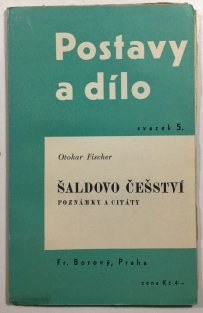 Postavy
a dílo
svazek 5.
Otokar Fischer
ŠALDOVO ČEŠSTVÍ
POZNÁMKY A CITÁTY
Fr. Borový, Praha
cena Kč 4'—